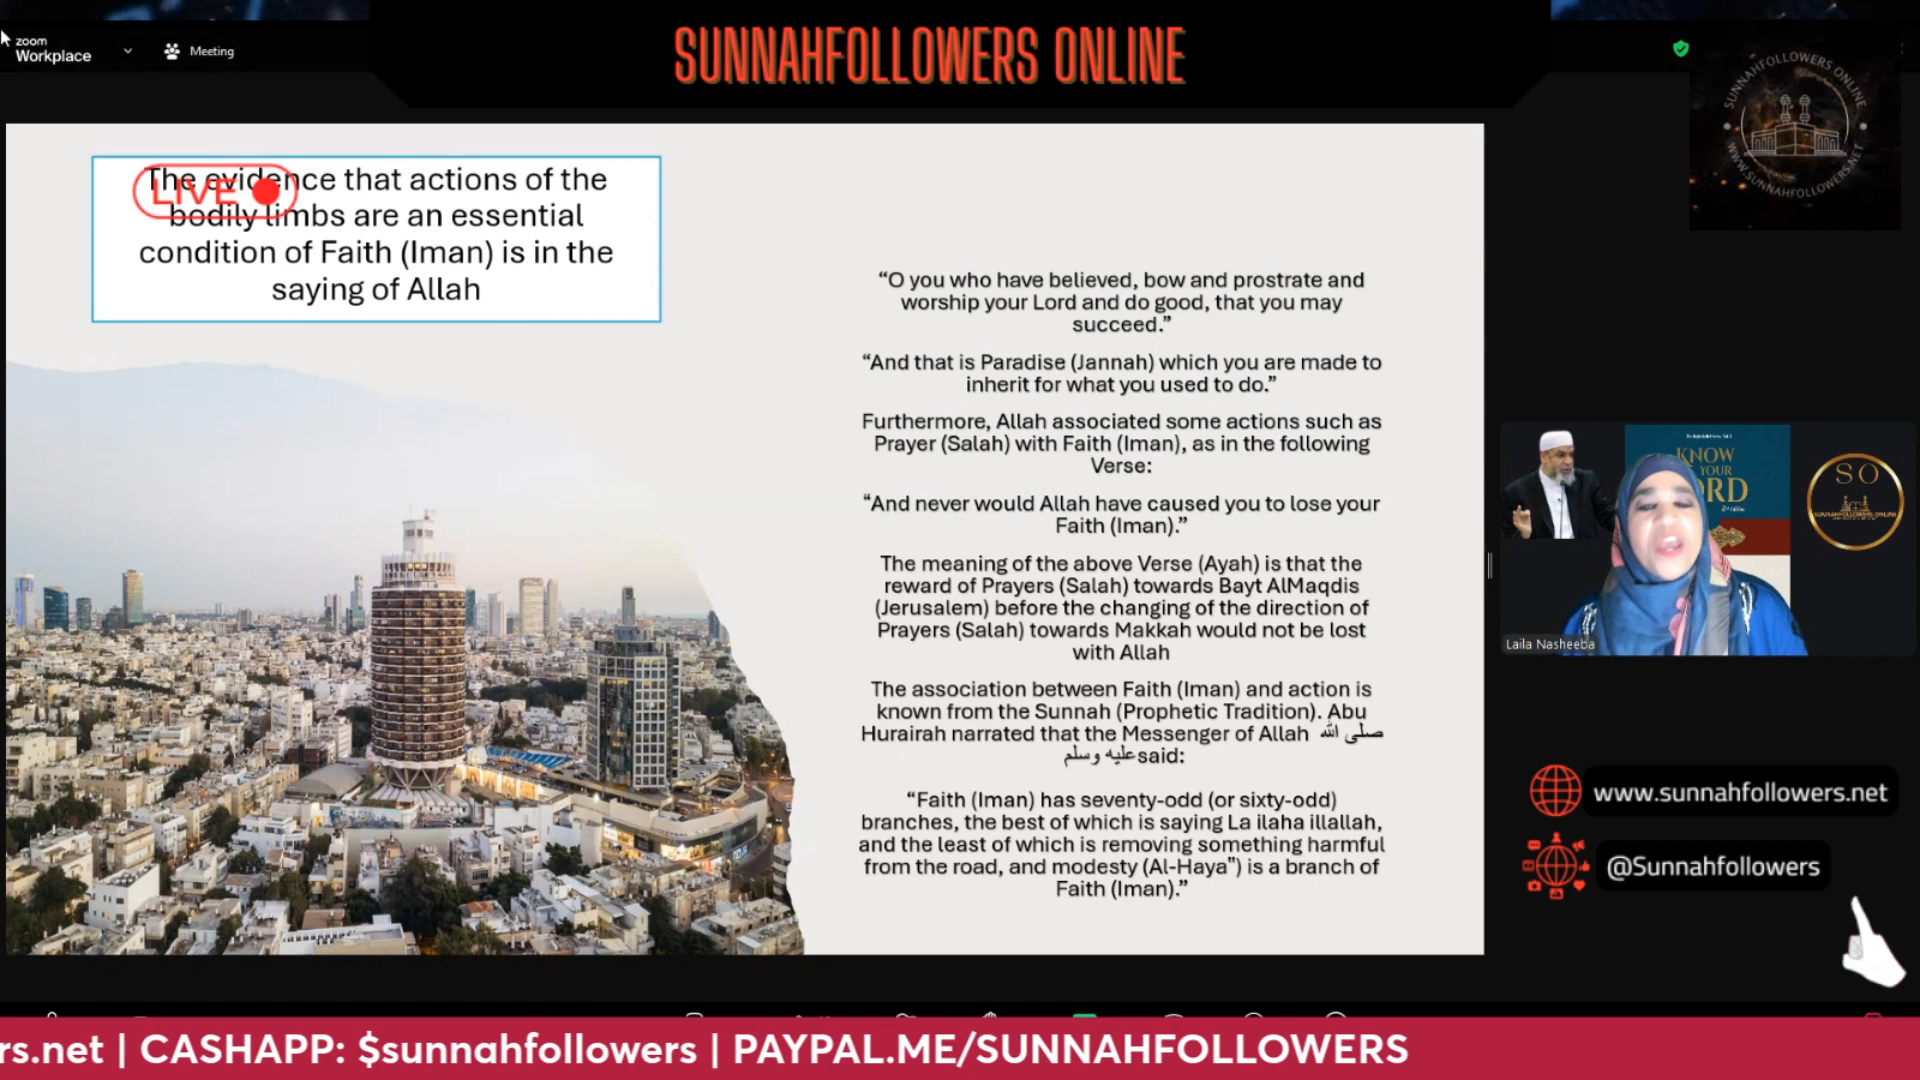 SUNNAHFOLLOWERS ONLINE
zoom
Workplace
Meeting
SUNNAHFOLLOWERS ONLINE
WWW.SUNNAHFOLLOWERS.NET
LIVE
The evidence that actions of the
bodily limbs are an essential
condition of Faith (Iman) is in the
saying of Allah
“O you who have believed, bow and prostrate and
worship your Lord and do good, that you may
succeed.”
“And that is Paradise (Jannah) which you are made to
inherit for what you used to do.”
Furthermore, Allah associated some actions such as
Prayer (Salah) with Faith (Iman), as in the following
Verse:
“And never would Allah have caused you to lose your
Faith (Iman).”
The meaning of the above Verse (Ayah) is that the
reward of Prayers (Salah) towards Bayt AlMaqdis
(Jerusalem) before the changing of the direction of
Prayers (Salah) towards Makkah would not be lost
with Allah
The association between Faith (Iman) and action is
known from the Sunnah (Prophetic Tradition). Abu
Hurairah narrated that the Messenger of Allah صلى الله
عليه وسلم said:
“Faith (Iman) has seventy-odd (or sixty-odd)
branches, the best of which is saying La ilaha illallah,
and the least of which is removing something harmful
from the road, and modesty (Al-Haya‟) is a branch of
Faith (Iman).”
KNOW
YOUR
ORD
SO
SUNNAHFOLLOWERS ONLINE
Laila Nasheeba
www.sunnahfollowers.net
@Sunnahfollowers
rs.net | CASHAPP: $sunnahfollowers | PAYPAL.ME/SUNNAHFOLLOWERS